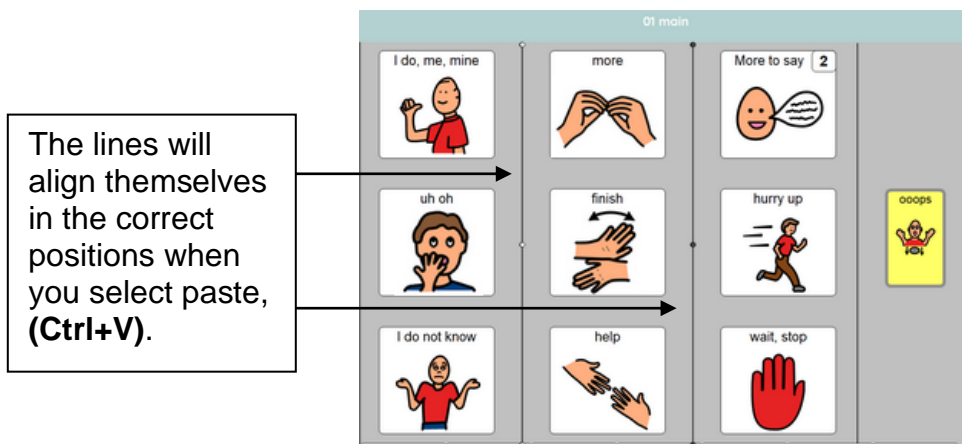 The lines will
align themselves
in the correct
positions when
you select paste,
(Ctrl+V).
01 main
I do, me, mine
more
More to say 2
uh oh
finish
hurry up
ooops
I do not know
help
wait, stop